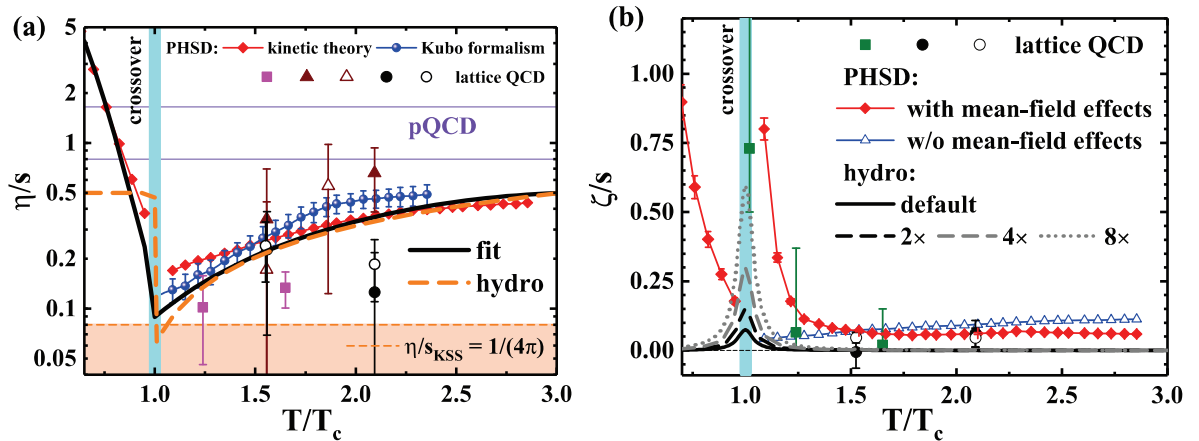 (a)
5
2
1
0.5
0.2
0.1
0.05
η/s
crossover
PHSD: kinetic theory Kubo formalism
lattice QCD
pQCD
fit
hydro
η/s_KSS = 1/(4π)
1.0 1.5 2.0 2.5 3.0
T/T_c
(b)
1.00
0.75
0.50
0.25
0.00
ζ/s
crossover
lattice QCD
PHSD:
with mean-field effects
w/o mean-field effects
hydro:
default
2× 4× 8×
1.0 1.5 2.0 2.5 3.0
T/T_c